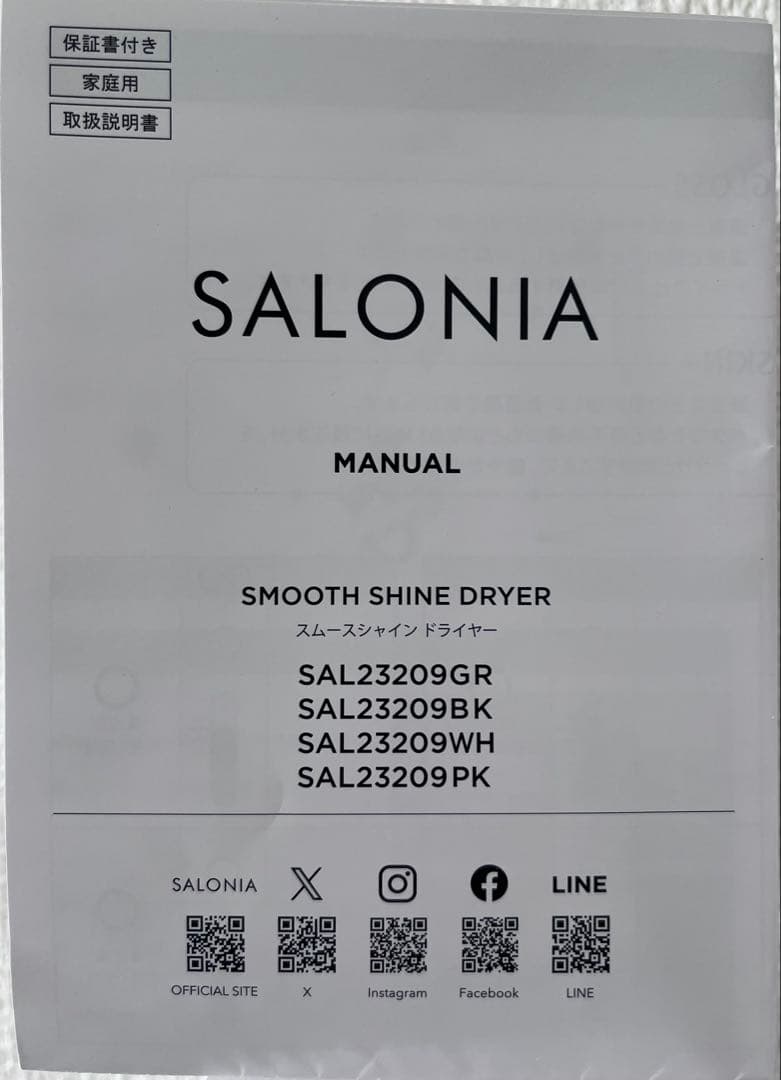 保証書付き
家庭用
取扱説明書
SALONIA
MANUAL
SMOOTH SHINE DRYER
スムースシャイン ドライヤー
SAL23209GR
SAL23209BK
SAL23209WH
SAL23209PK
SALONIA
LINE
OFFICIAL SITE
X
Instagram
Facebook
LINE